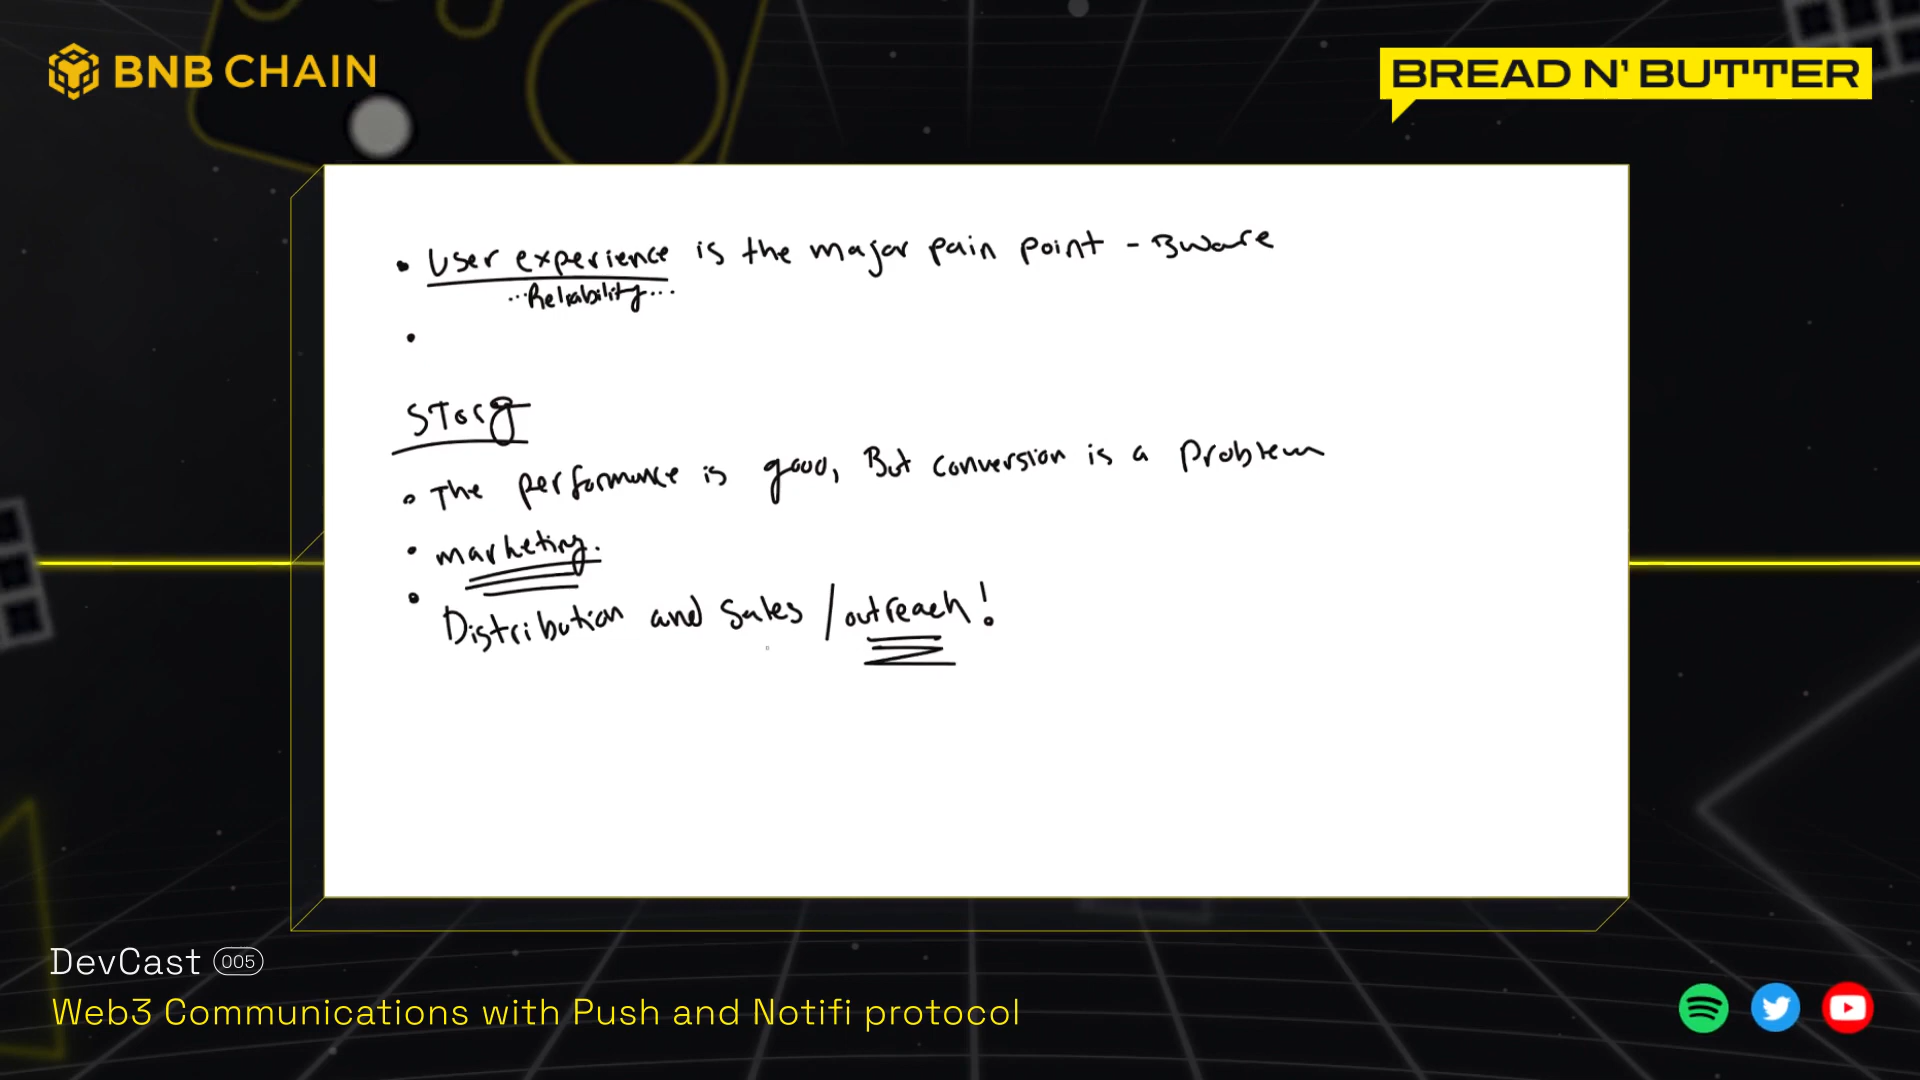 BNB CHAIN
BREAD N' BUTTER
• User experience is the major pain point - Bware
...Reliability...
•
Storj
• The performance is good, But conversion is a problem
• marketing.
• Distribution and Sales / outreach!
DevCast 005
Web3 Communications with Push and Notifi protocol